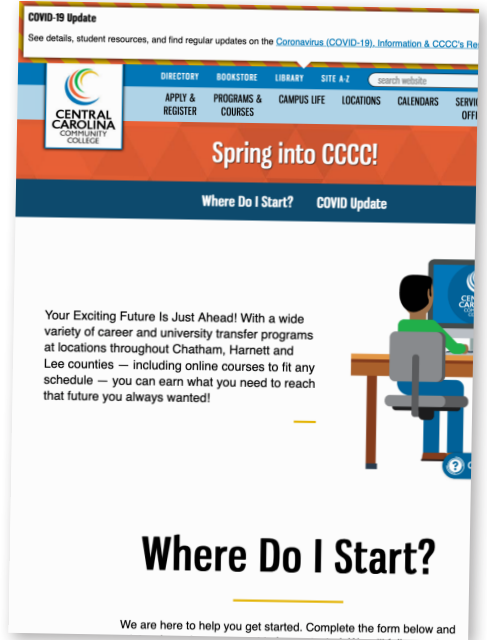 COVID-19 Update
See details, student resources, and find regular updates on the Coronavirus (COVID-19), Information & CCCC's
DIRECTORY BOOKSTORE LIBRARY SITE A-Z search website
CENTRAL
CAROLINA
COMMUNITY
COLLEGE
APPLY &
REGISTER
PROGRAMS &
COURSES
CAMPUS LIFE
LOCATIONS
CALENDARS
Spring into CCCC!
Where Do I Start? COVID Update
Your Exciting Future Is Just Ahead! With a wide
variety of career and university transfer programs
at locations throughout Chatham, Harnett and
Lee counties — including online courses to fit any
schedule — you can earn what you need to reach
that future you always wanted!
?
Where Do I Start?
We are here to help you get started. Complete the form below and